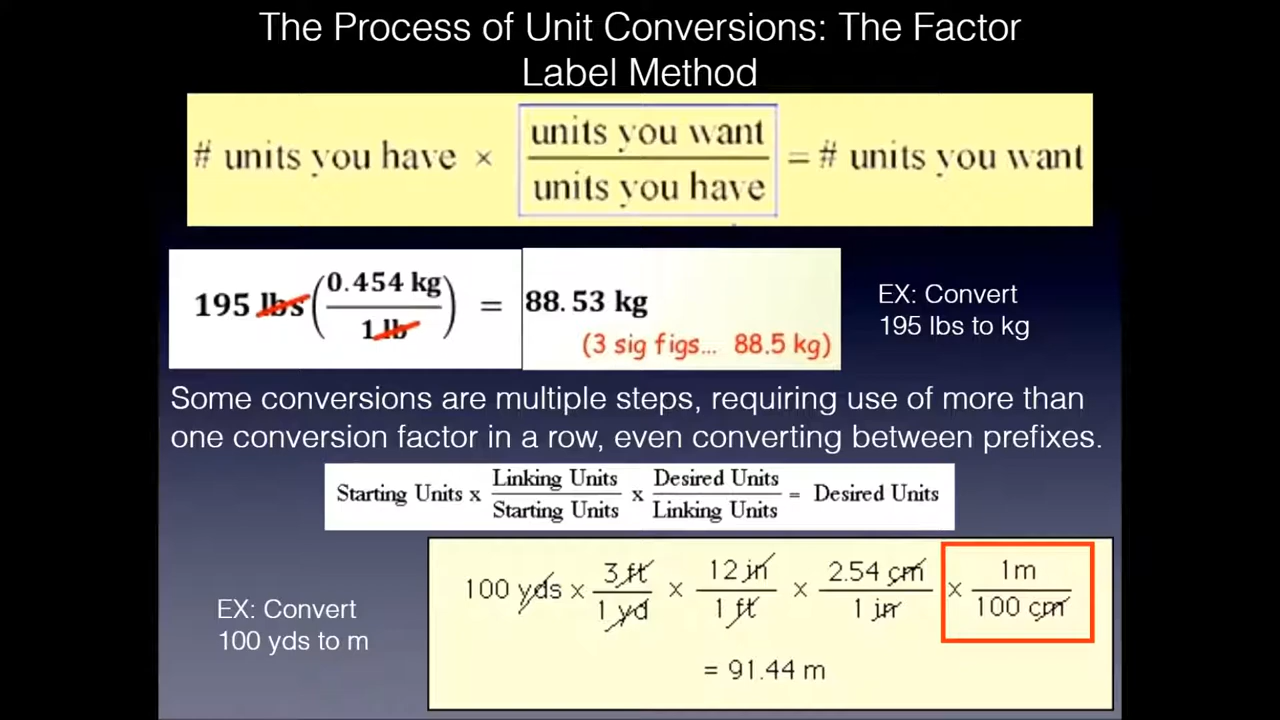 The Process of Unit Conversions: The Factor
Label Method
# units you have × units you want / units you have = # units you want
195 lbs (0.454 kg / 1 lb) = 88.53 kg
(3 sig figs... 88.5 kg)
EX: Convert
195 lbs to kg
Some conversions are multiple steps, requiring use of more than
one conversion factor in a row, even converting between prefixes.
Starting Units x Linking Units / Starting Units x Desired Units / Linking Units = Desired Units
EX: Convert
100 yds to m
100 yds × 3 ft / 1 yd × 12 in / 1 ft × 2.54 cm / 1 in × 1m / 100 cm
= 91.44 m